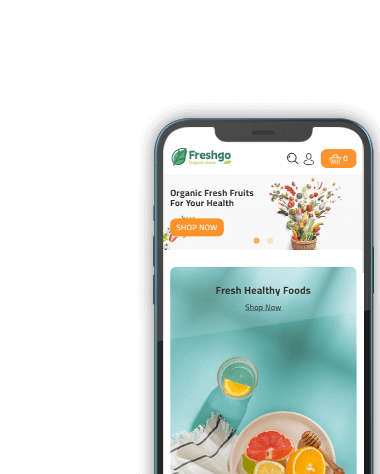 Freshgo
Organic store
0
Organic Fresh Fruits
For Your Health
SHOP NOW
Fresh Healthy Foods
Shop Now